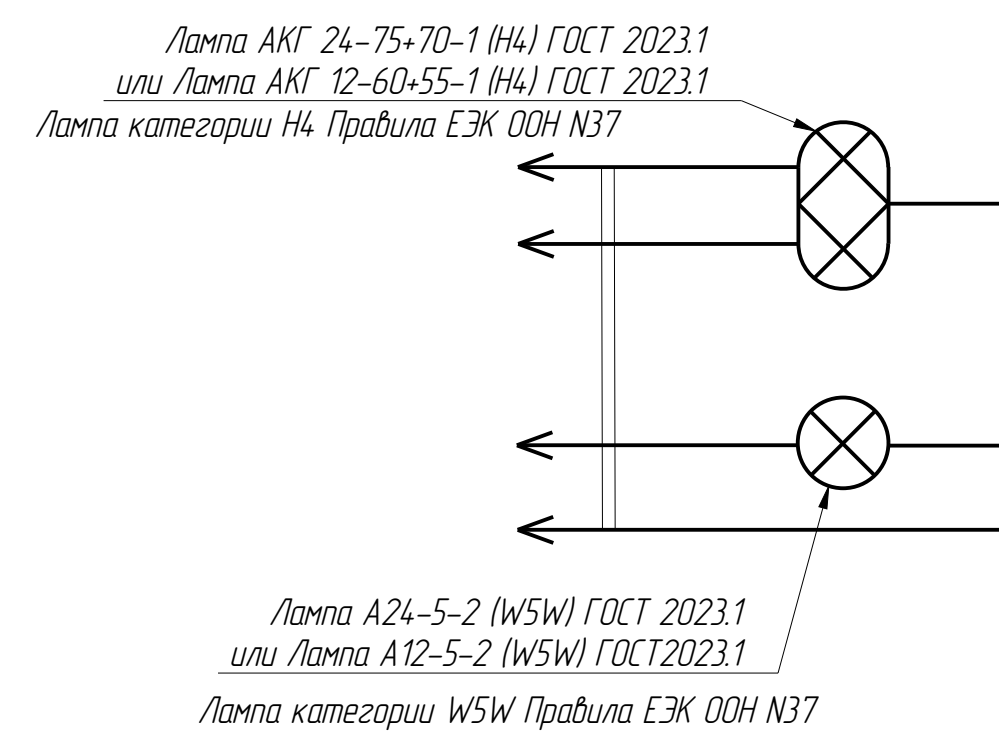 Лампа АКГ 24-75+70-1 (Н4) ГОСТ 2023.1
или Лампа АКГ 12-60+55-1 (Н4) ГОСТ 2023.1
Лампа категории Н4 Правила ЕЭК ООН N37
Лампа А24-5-2 (W5W) ГОСТ 2023.1
или Лампа А12-5-2 (W5W) ГОСТ2023.1
Лампа категории W5W Правила ЕЭК ООН N37